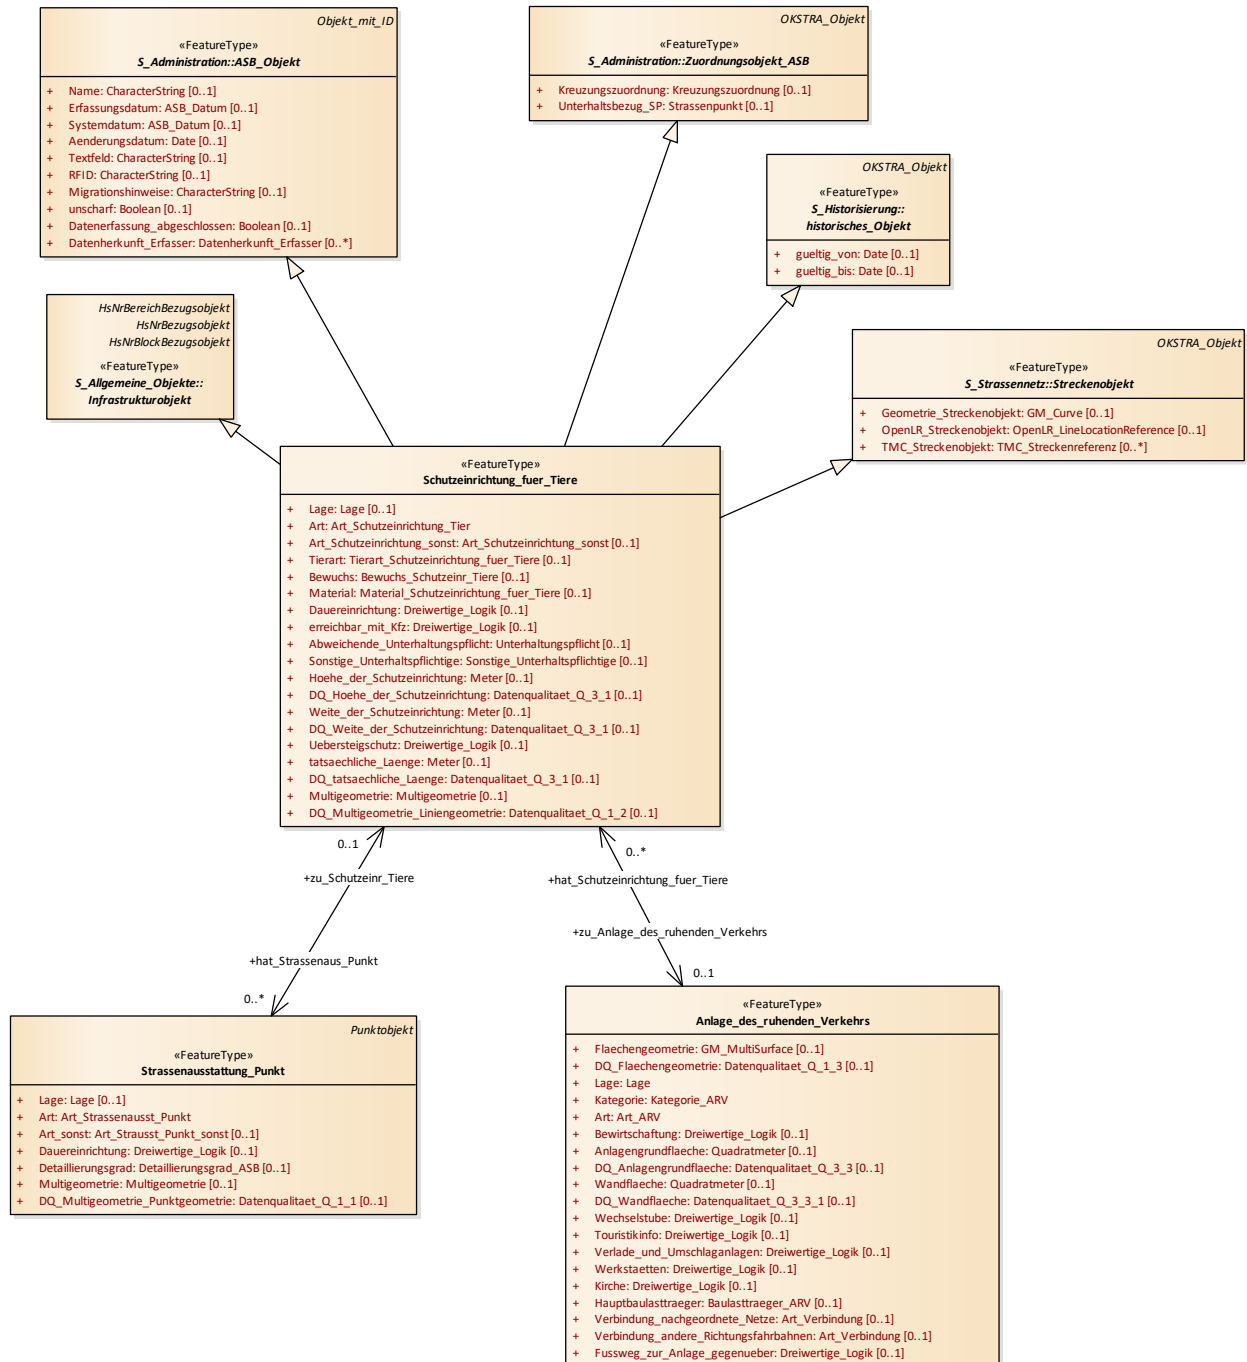 Objekt_mit_ID
«FeatureType»
S_Administration::ASB_Objekt
+ Name: CharacterString [0..1]
+ Erfassungsdatum: ASB_Datum [0..1]
+ Systemdatum: ASB_Datum [0..1]
+ Aenderungsdatum: Date [0..1]
+ Textfeld: CharacterString [0..1]
+ RFID: CharacterString [0..1]
+ Migrationshinweise: CharacterString [0..1]
+ unscharf: Boolean [0..1]
+ Datenerfassung_abgeschlossen: Boolean [0..1]
+ Datenherkunft_Erfasser: Datenherkunft_Erfasser [0..*]
OKSTRA_Objekt
«FeatureType»
S_Administration::Zuordnungsobjekt_ASB
+ Kreuzungszuordnung: Kreuzungszuordnung [0..1]
+ Unterhaltsbezug_SP: Strassenpunkt [0..1]
OKSTRA_Objekt
«FeatureType»
S_Historisierung::
historisches_Objekt
+ gueltig_von: Date [0..1]
+ gueltig_bis: Date [0..1]
HsNrBereichBezugsobjekt
HsNrBezugsobjekt
HsNrBlockBezugsobjekt
«FeatureType»
S_Allgemeine_Objekte::
Infrastrukturobjekt
OKSTRA_Objekt
«FeatureType»
S_Strassennetz::Streckenobjekt
+ Geometrie_Streckenobjekt: GM_Curve [0..1]
+ OpenLR_Streckenobjekt: OpenLR_LineLocationReference [0..1]
+ TMC_Streckenobjekt: TMC_Streckenreferenz [0..*]
«FeatureType»
Schutzeinrichtung_fuer_Tiere
+ Lage: Lage [0..1]
+ Art: Art_Schutzeinrichtung_Tier
+ Art_Schutzeinrichtung_sonst: Art_Schutzeinrichtung_sonst [0..1]
+ Tierart: Tierart_Schutzeinrichtung_fuer_Tiere [0..1]
+ Bewuchs: Bewuchs_Schutzeinr_Tiere [0..1]
+ Material: Material_Schutzeinrichtung_fuer_Tiere [0..1]
+ Dauereinrichtung: Dreiwertige_Logik [0..1]
+ erreichbar_mit_Kfz: Dreiwertige_Logik [0..1]
+ Abweichende_Unterhaltungspflicht: Unterhaltungspflicht [0..1]
+ Sonstige_Unterhaltspflichtige: Sonstige_Unterhaltspflichtige [0..1]
+ Hoehe_der_Schutzeinrichtung: Meter [0..1]
+ DQ_Hoehe_der_Schutzeinrichtung: Datenqualitaet_Q_3_1 [0..1]
+ Weite_der_Schutzeinrichtung: Meter [0..1]
+ DQ_Weite_der_Schutzeinrichtung: Datenqualitaet_Q_3_1 [0..1]
+ Uebersteigschutz: Dreiwertige_Logik [0..1]
+ tatsaechliche_Laenge: Meter [0..1]
+ DQ_tatsaechliche_Laenge: Datenqualitaet_Q_3_1 [0..1]
+ Multigeometrie: Multigeometrie [0..1]
+ DQ_Multigeometrie_Liniengeometrie: Datenqualitaet_Q_1_2 [0..1]
0..1
+zu_Schutzeinr_Tiere
+hat_Strassenaus_Punkt
0..*
0..*
+hat_Schutzeinrichtung_fuer_Tiere
+zu_Anlage_des_ruhenden_Verkehrs
0..1
Punktobjekt
«FeatureType»
Strassenausstattung_Punkt
+ Lage: Lage [0..1]
+ Art: Art_Strassenausst_Punkt
+ Art_sonst: Art_Strausst_Punkt_sonst [0..1]
+ Dauereinrichtung: Dreiwertige_Logik [0..1]
+ Detaillierungsgrad: Detaillierungsgrad_ASB [0..1]
+ Multigeometrie: Multigeometrie [0..1]
+ DQ_Multigeometrie_Punktgeometrie: Datenqualitaet_Q_1_1 [0..1]
«FeatureType»
Anlage_des_ruhenden_Verkehrs
+ Flaechengeometrie: GM_MultiSurface [0..1]
+ DQ_Flaechengeometrie: Datenqualitaet_Q_1_3 [0..1]
+ Lage: Lage
+ Kategorie: Kategorie_ARV
+ Art: Art_ARV
+ Bewirtschaftung: Dreiwertige_Logik [0..1]
+ Anlagengrundflaeche: Quadratmeter [0..1]
+ DQ_Anlagengrundflaeche: Datenqualitaet_Q_3_3 [0..1]
+ Wandflaeche: Quadratmeter [0..1]
+ DQ_Wandflaeche: Datenqualitaet_Q_3_3_1 [0..1]
+ Wechselstube: Dreiwertige_Logik [0..1]
+ Touristikinfo: Dreiwertige_Logik [0..1]
+ Verlade_und_Umschlaganlagen: Dreiwertige_Logik [0..1]
+ Werkstaetten: Dreiwertige_Logik [0..1]
+ Kirche: Dreiwertige_Logik [0..1]
+ Hauptbaulasttraeger: Baulasttraeger_ARV [0..1]
+ Verbindung_nachgeordnete_Netze: Art_Verbindung [0..1]
+ Verbindung_andere_Richtungsfahrbahnen: Art_Verbindung [0..1]
+ Fussweg_zur_Anlage_gegenueber: Dreiwertige_Logik [0..1]